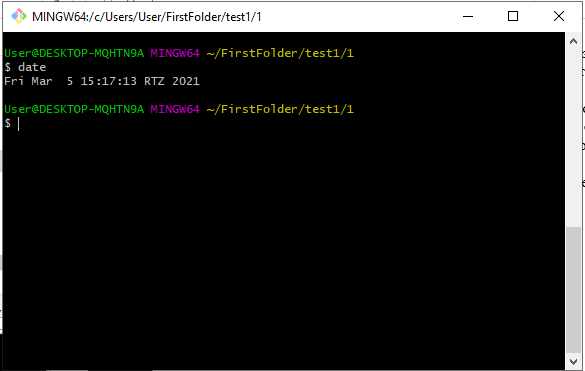 MINGW64:/c/Users/User/FirstFolder/test1/1
User@DESKTOP-MQHTN9A MINGW64 ~/FirstFolder/test1/1
$ date
Fri Mar  5 15:17:13 RTZ 2021
User@DESKTOP-MQHTN9A MINGW64 ~/FirstFolder/test1/1
$